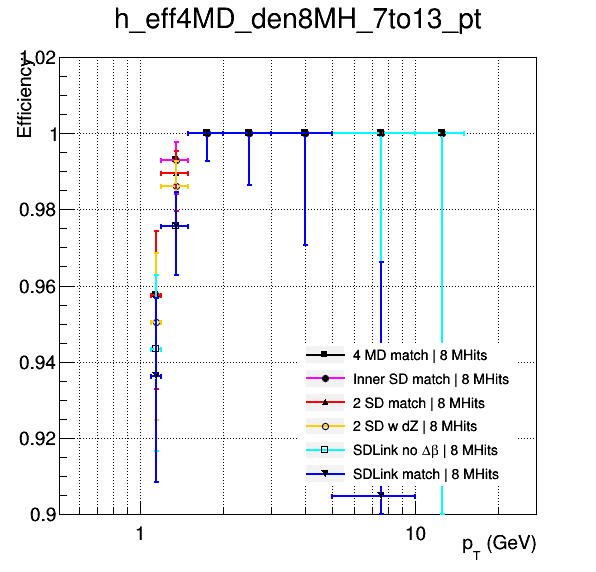 h_eff4MD_den8MH_7to13_pt
Efficiency
1.02
1
0.98
0.96
0.94
0.92
0.9
4 MD match | 8 MHits
Inner SD match | 8 MHits
2 SD match | 8 MHits
2 SD w dZ | 8 MHits
SDLink no Δβ | 8 MHits
SDLink match | 8 MHits
1
10
p_T (GeV)